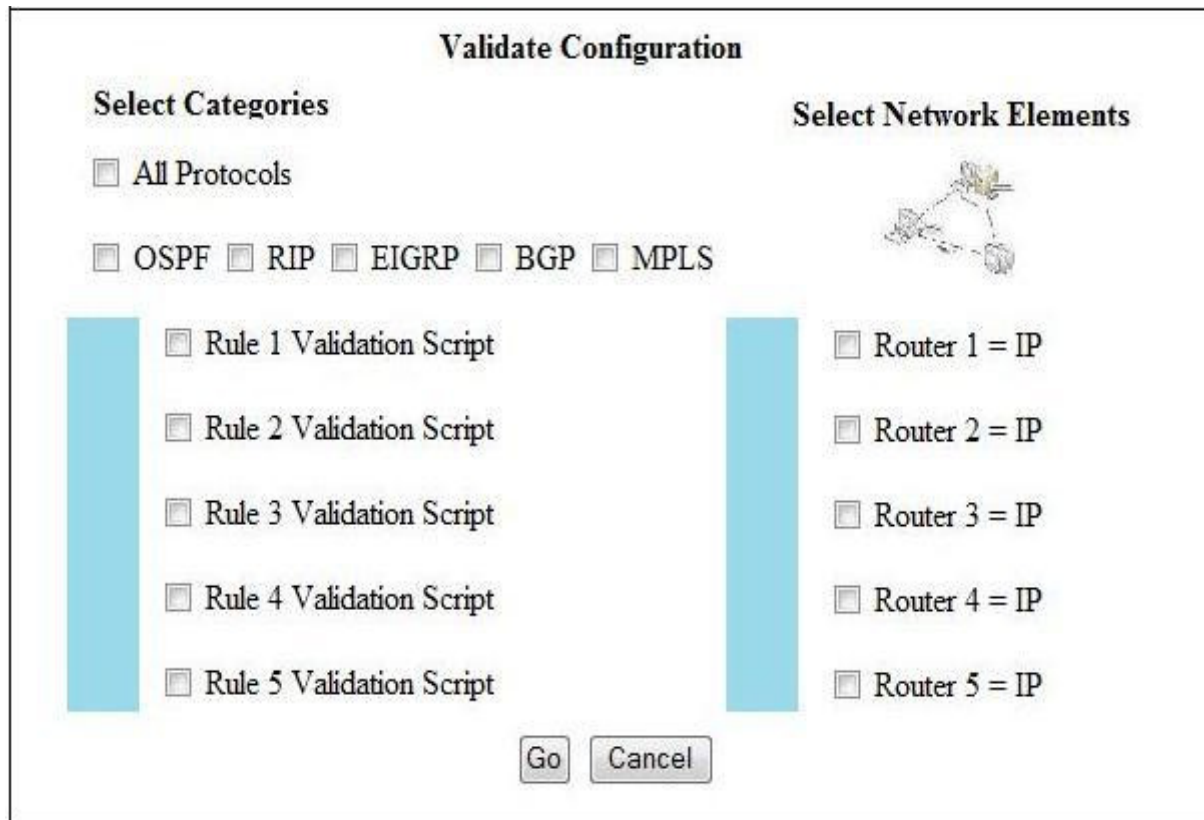 Validate Configuration
Select Categories
All Protocols
OSPF RIP EIGRP BGP MPLS
Rule 1 Validation Script
Rule 2 Validation Script
Rule 3 Validation Script
Rule 4 Validation Script
Rule 5 Validation Script
Select Network Elements
Router 1 = IP
Router 2 = IP
Router 3 = IP
Router 4 = IP
Router 5 = IP
Go Cancel